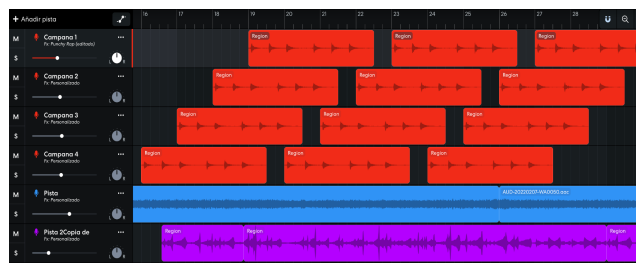 + Añadir pista
16 17 18 19 20 21 22 23 24 25 26 27 28
M Campana 1 ...
Fx: Punchy Rap (editado)
S L R
Region Region Region
M Campana 2 ...
Fx: Personalizado
S L R
Region Region Region
M Campana 3 ...
Fx: Personalizado
S L R
Region Region Region
M Campana 4 ...
Fx: Personalizado
S L R
Region Region Region
M Pista ...
Fx: Personalizado
S L R
AUD-20220207-WA0050.aac
M Pista 2Copia de ...
Fx: Personalizado
S L R
Region Region Region